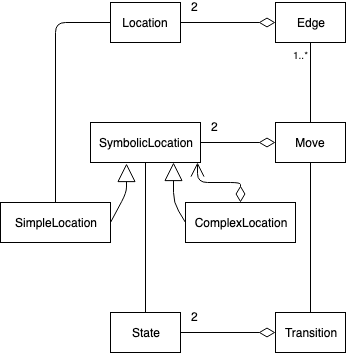 Location
2
Edge
1..*
SymbolicLocation
2
Move
SimpleLocation
ComplexLocation
State
2
Transition